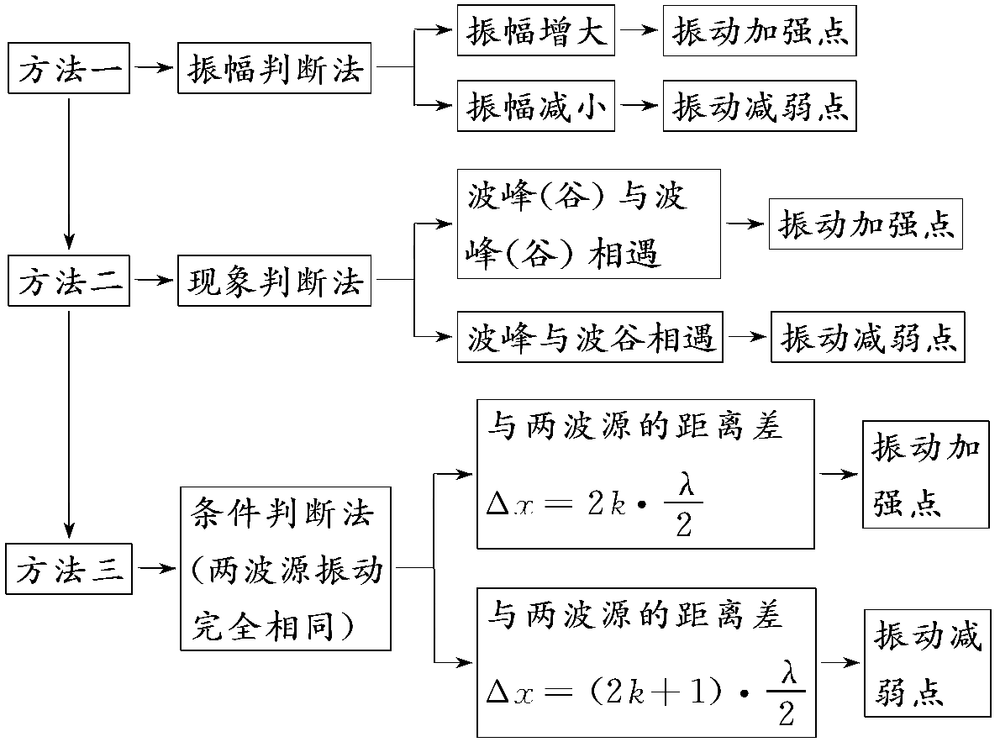 方法一
振幅判断法
振幅增大
振动加强点
振幅减小
振动减弱点
方法二
现象判断法
波峰(谷)与波
峰(谷)相遇
振动加强点
波峰与波谷相遇
振动减弱点
方法三
条件判断法
(两波源振动
完全相同)
与两波源的距离差
Δx=2k·λ/2
振动加
强点
与两波源的距离差
Δx=(2k+1)·λ/2
振动减
弱点